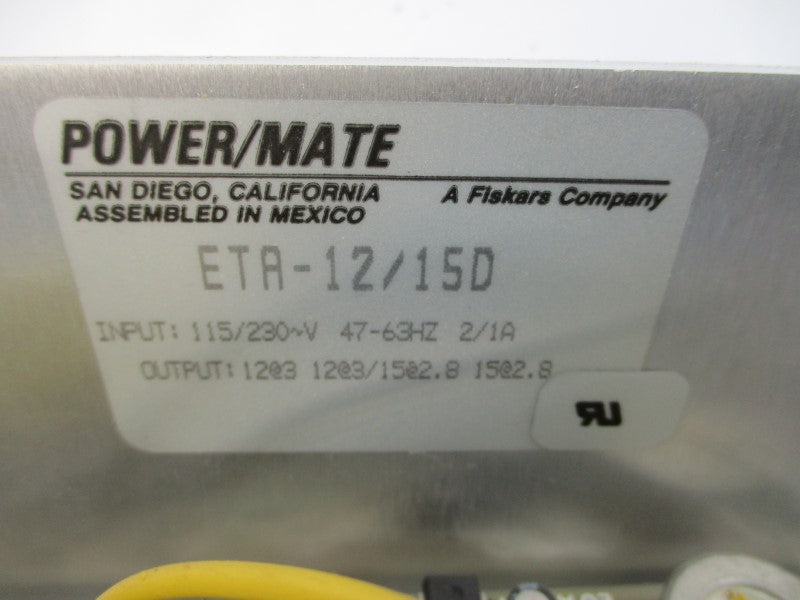 POWER/MATE
SAN DIEGO, CALIFORNIA A Fiskars Company
ASSEMBLED IN MEXICO
ETA-12/15D
INPUT: 115/230~V 47-63HZ 2/1A
OUTPUT: 12@3 12@3/15@2.8 15@2.8
RU